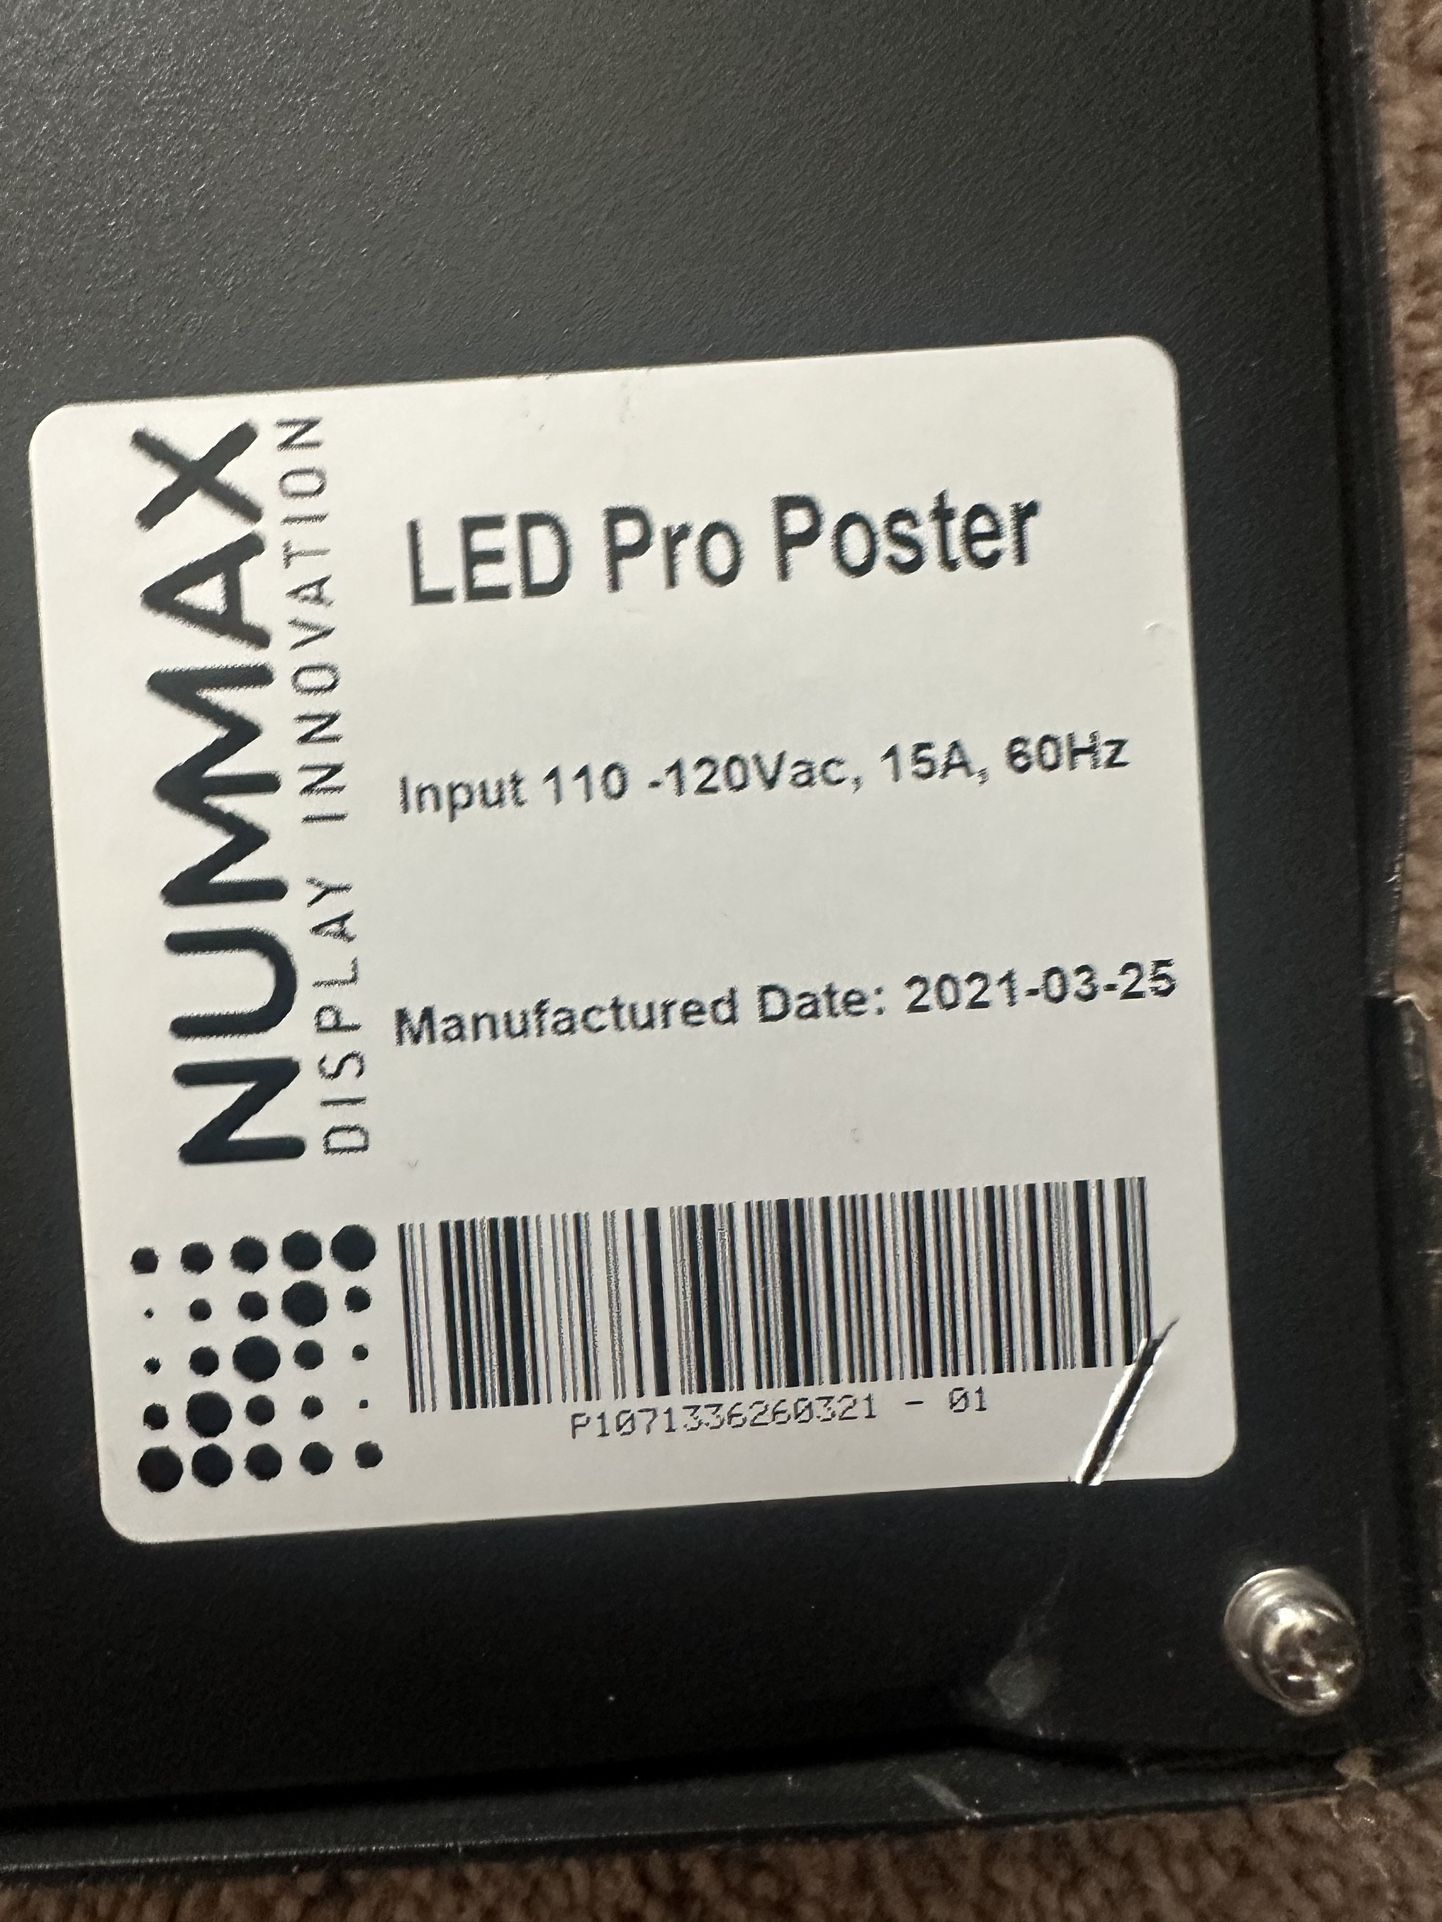 NUMMAX
DISPLAY INNOVATION
LED Pro Poster
Input 110 -120Vac, 15A, 60Hz
Manufactured Date: 2021-03-25
P1071336260321 - 01